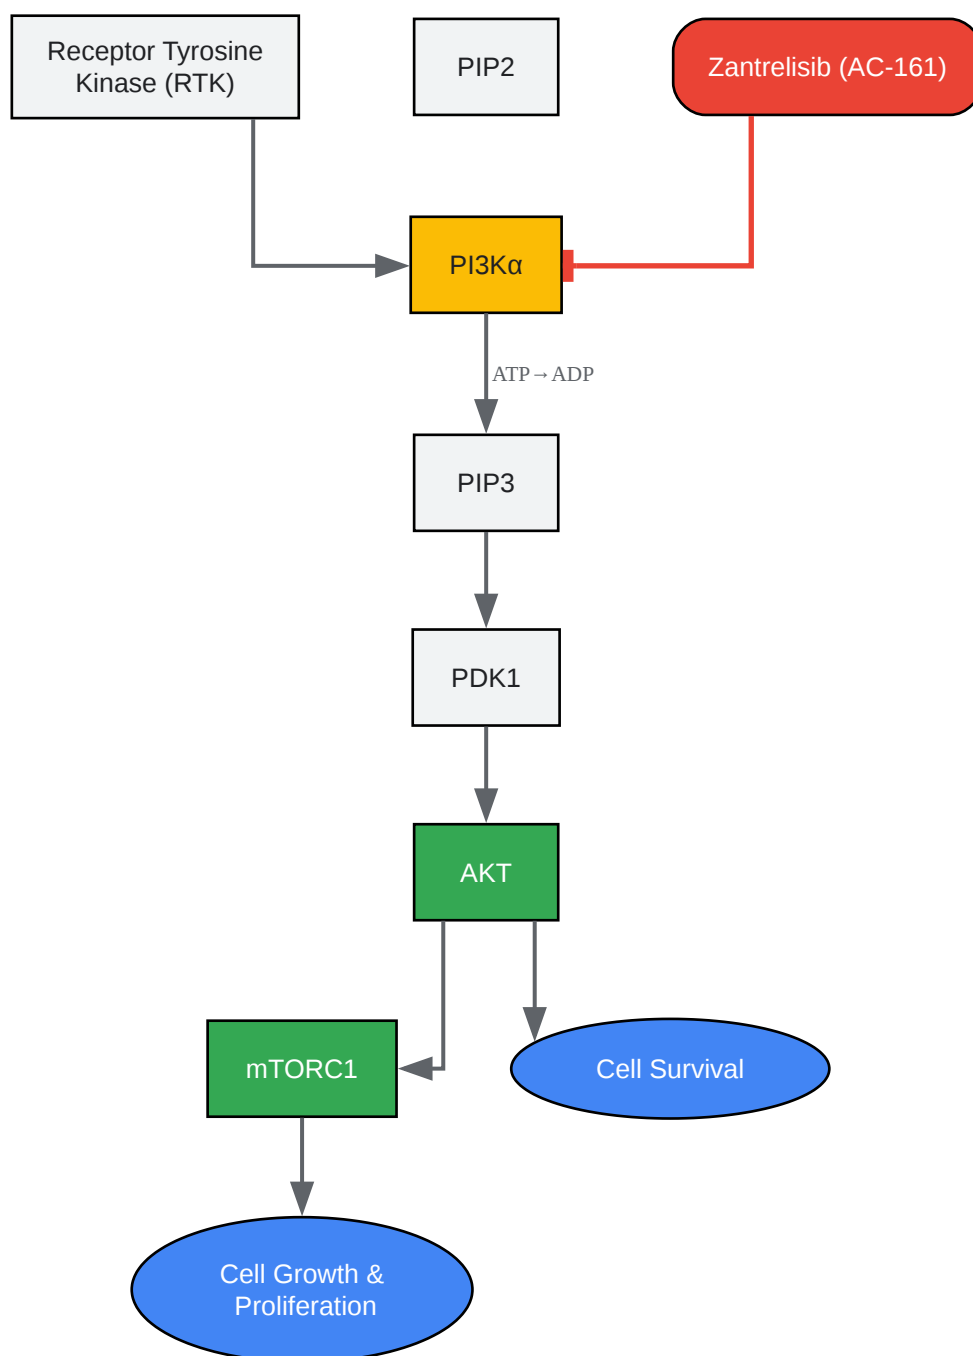 Receptor Tyrosine
Kinase (RTK)
PIP2
Zantrelisib (AC-161)
PI3Kα
ATP→ADP
PIP3
PDK1
AKT
mTORC1
Cell Survival
Cell Growth &
Proliferation